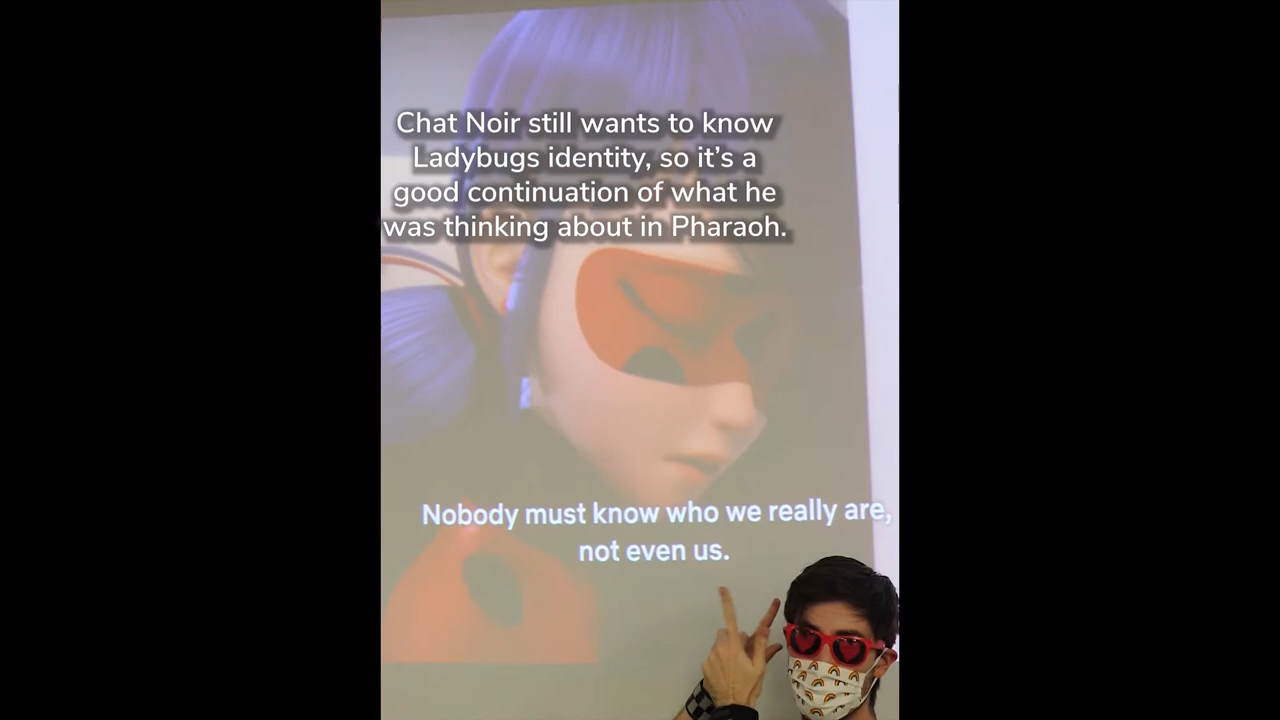 Chat Noir still wants to know
Ladybugs identity, so it’s a
good continuation of what he
was thinking about in Pharaoh.
Nobody must know who we really are,
not even us.